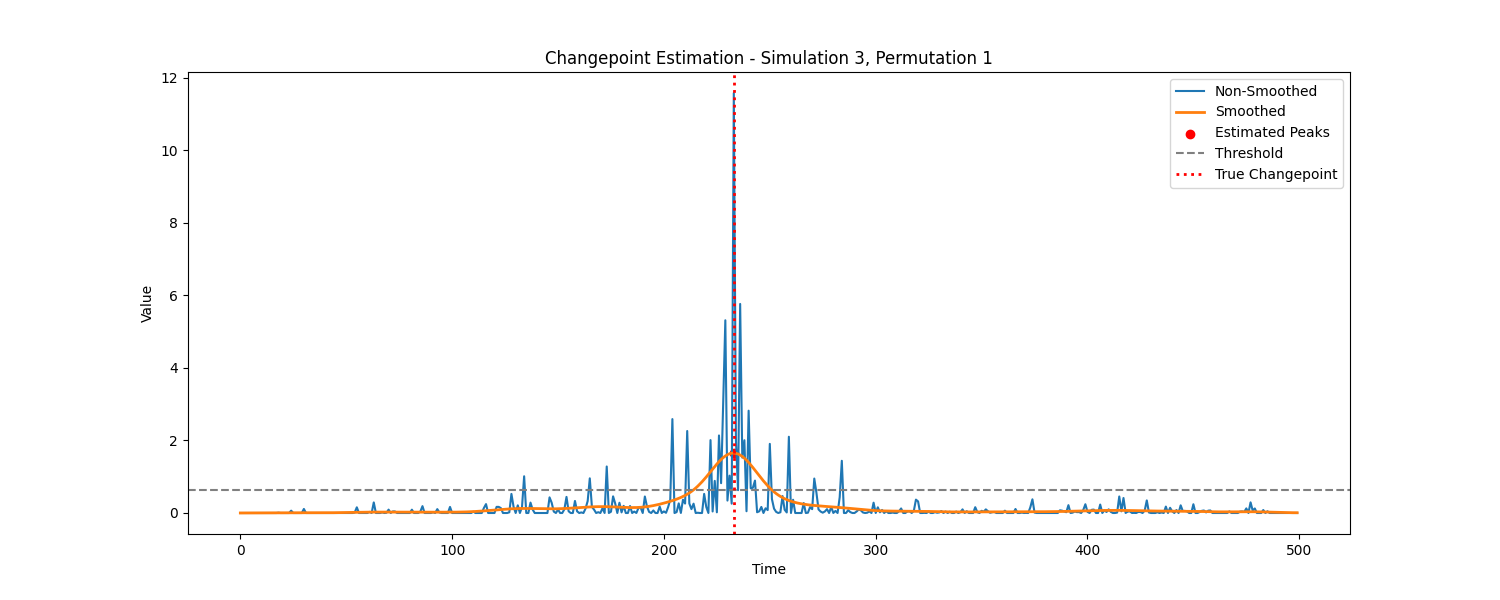 Changepoint Estimation - Simulation 3, Permutation 1
12
10
8
6
4
2
0
Value
0 100 200 300 400 500
Time
Non-Smoothed
Smoothed
Estimated Peaks
Threshold
True Changepoint